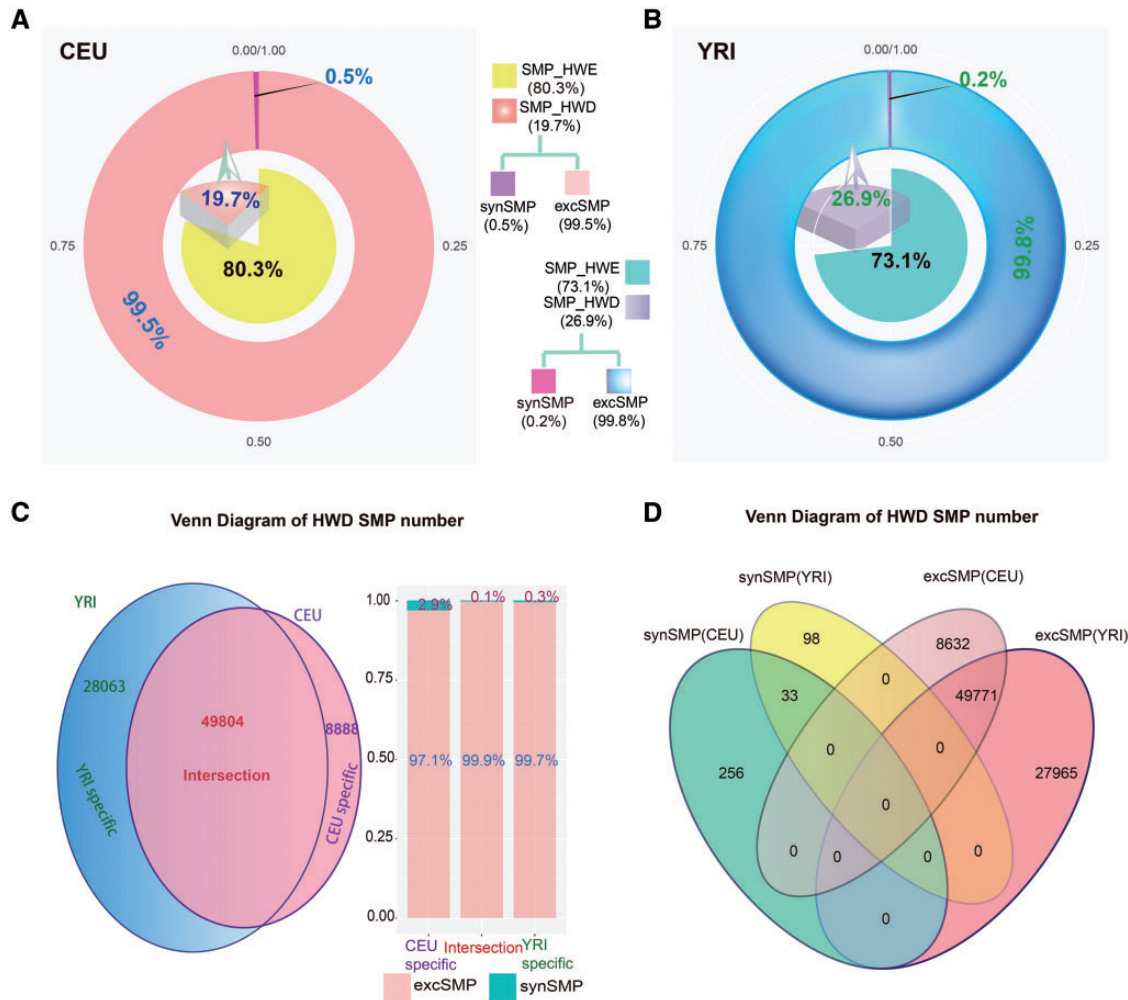 A
CEU
0.00/1.00
0.5%
0.75
0.25
0.50
19.7%
80.3%
99.5%
SMP_HWE
(80.3%)
SMP_HWD
(19.7%)
synSMP
(0.5%)
excSMP
(99.5%)
SMP_HWE
(73.1%)
SMP_HWD
(26.9%)
synSMP
(0.2%)
excSMP
(99.8%)
B
YRI
0.00/1.00
0.2%
0.75
0.25
0.50
26.9%
73.1%
99.8%
C
Venn Diagram of HWD SMP number
YRI
CEU
28063
49804
8888
Intersection
YRI specific
CEU specific
1.00
0.75
0.50
0.25
0.00
2.9%
0.1%
0.3%
97.1%
99.9%
99.7%
CEU
specific
Intersection
YRI
specific
excSMP
synSMP
D
Venn Diagram of HWD SMP number
synSMP(YRI)
excSMP(CEU)
synSMP(CEU)
excSMP(YRI)
98
8632
0
33
49771
0
0
256
27965
0
0
0
0
0
0